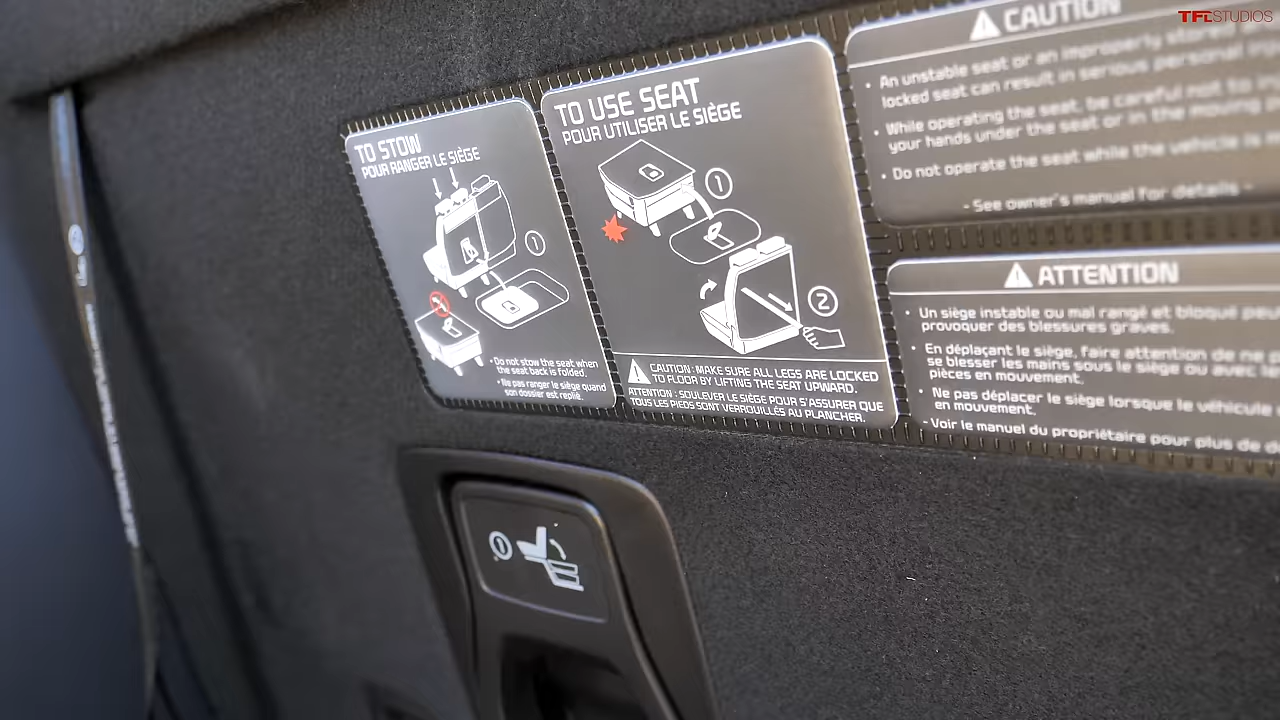 TFLSTUDIOS
TO STOW
POUR RANGER LE SIÈGE
1
• Do not stow the seat when
the seat back is folded.
• Ne pas ranger le siège quand
son dossier est replié.
TO USE SEAT
POUR UTILISER LE SIÈGE
1
2
CAUTION : MAKE SURE ALL LEGS ARE LOCKED
TO FLOOR BY LIFTING THE SEAT UPWARD.
ATTENTION : SOULEVER LE SIÈGE POUR S'ASSURER QUE
TOUS LES PIEDS SONT VERROUILLÉS AU PLANCHER.
CAUTION
• An unstable seat or an improperly stored
locked seat can result in serious personal
• While operating the seat, be careful not to
your hands under the seat or in the moving
• Do not operate the seat while the vehicle is
- See owner's manual for details -
ATTENTION
• Un siège instable ou mal rangé et bloqué
provoquer des blessures graves.
• En déplaçant le siège, faire attention de ne
se blesser les mains sous le siège ou avec
pièces en mouvement.
• Ne pas déplacer le siège lorsque le véhicule
en mouvement.
- Voir le manuel du propriétaire pour plus de
1